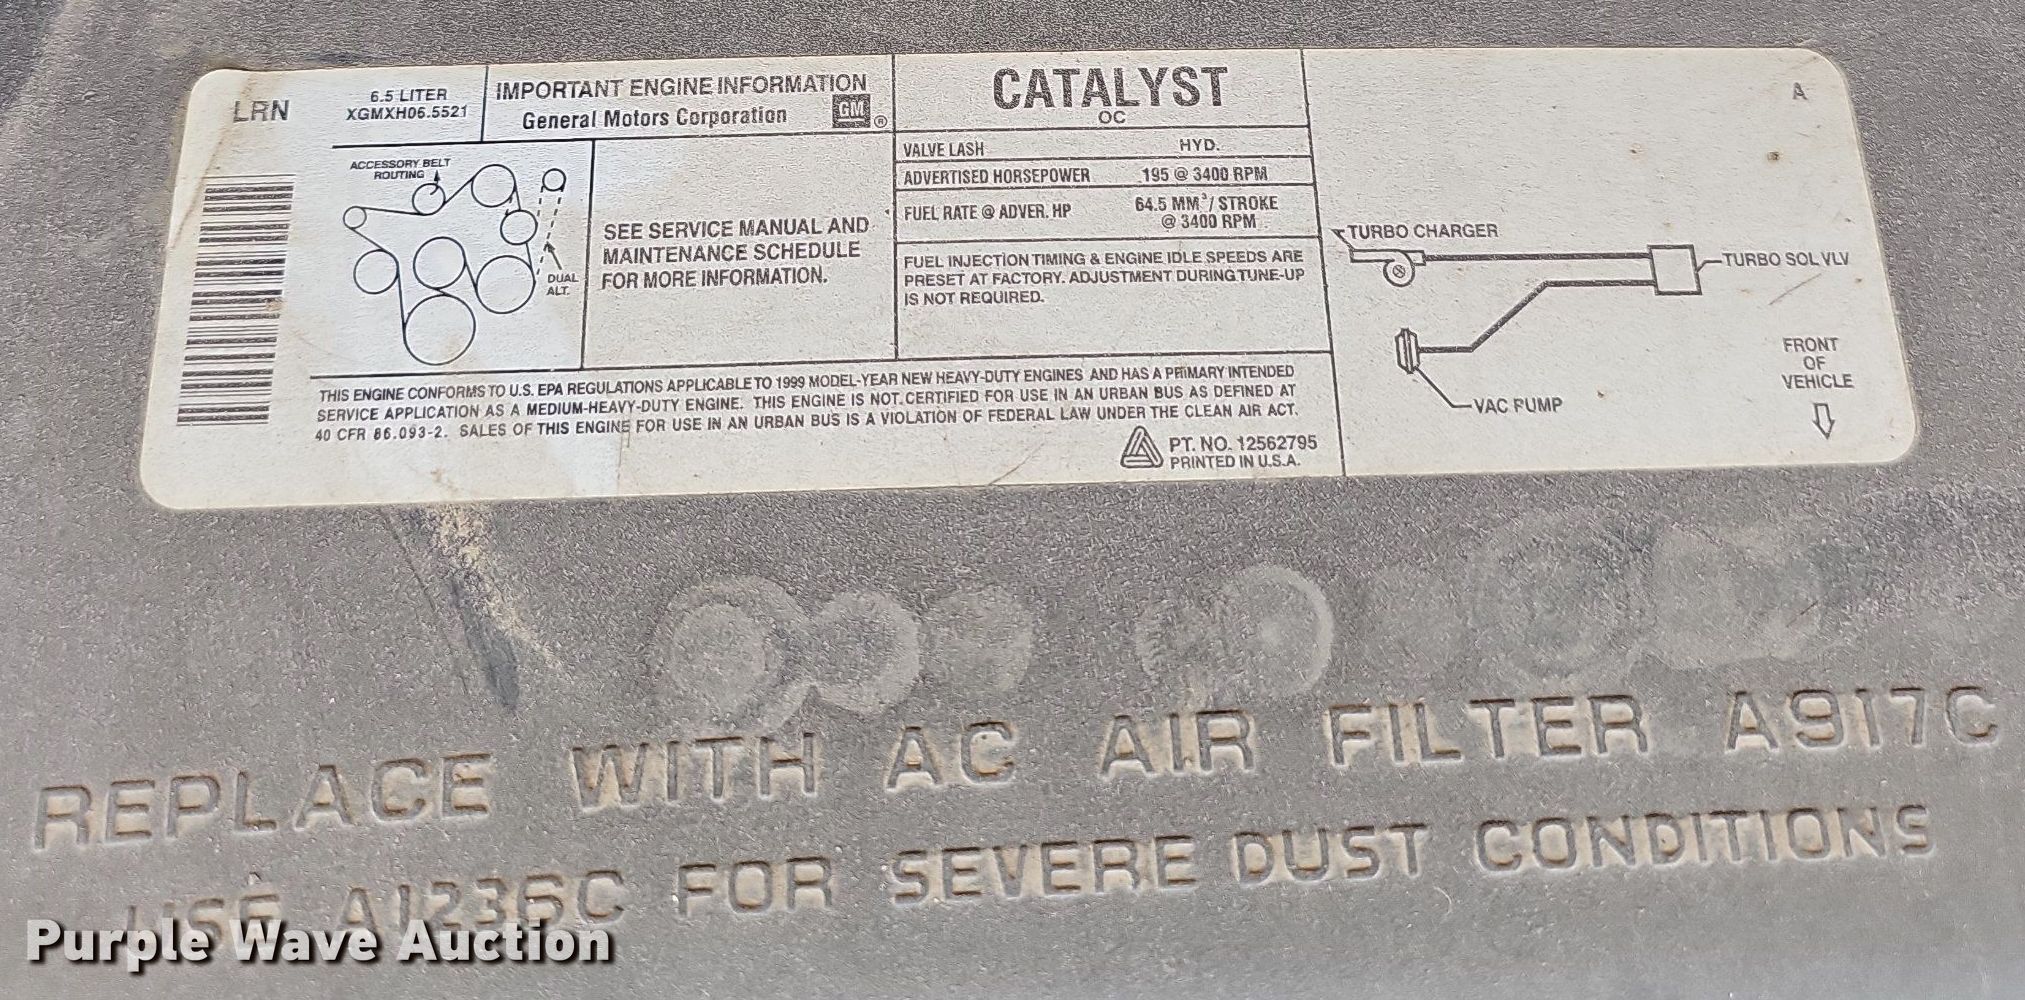 LRN
6.5 LITER
XGMXH06.5521
IMPORTANT ENGINE INFORMATION
General Motors Corporation
GM ®
CATALYST
OC
A
ACCESSORY BELT
ROUTING
DUAL
ALT.
SEE SERVICE MANUAL AND
MAINTENANCE SCHEDULE
FOR MORE INFORMATION.
VALVE LASH HYD.
ADVERTISED HORSEPOWER 195 @ 3400 RPM
FUEL RATE @ ADVER. HP 64.5 MM³/ STROKE
@ 3400 RPM
FUEL INJECTION TIMING & ENGINE IDLE SPEEDS ARE
PRESET AT FACTORY. ADJUSTMENT DURING TUNE-UP
IS NOT REQUIRED.
TURBO CHARGER
TURBO SOL VLV
VAC PUMP
FRONT
OF
VEHICLE
THIS ENGINE CONFORMS TO U.S. EPA REGULATIONS APPLICABLE TO 1999 MODEL-YEAR NEW HEAVY-DUTY ENGINES AND HAS A PRIMARY INTENDED
SERVICE APPLICATION AS A MEDIUM-HEAVY-DUTY ENGINE. THIS ENGINE IS NOT CERTIFIED FOR USE IN AN URBAN BUS AS DEFINED AT
40 CFR 86.093-2. SALES OF THIS ENGINE FOR USE IN AN URBAN BUS IS A VIOLATION OF FEDERAL LAW UNDER THE CLEAN AIR ACT.
PT. NO. 12562795
PRINTED IN U.S.A.
REPLACE WITH AC AIR FILTER A917C
USE A1236C FOR SEVERE DUST CONDITIONS
Purple Wave Auction